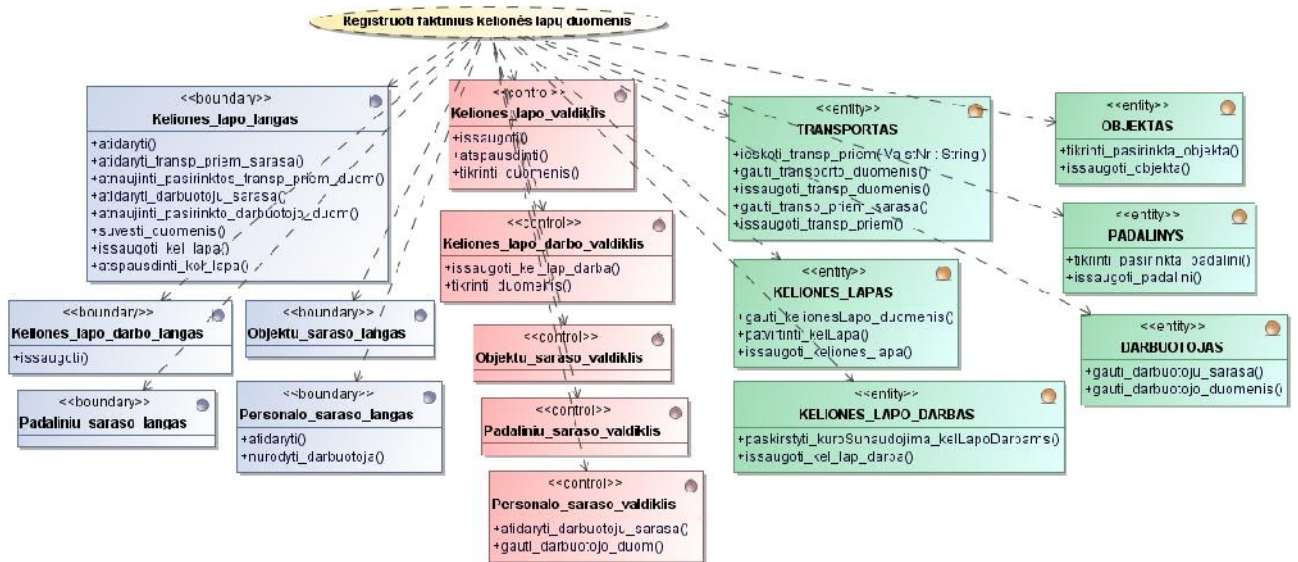 Registruoti faktinius kelionės lapų duomenis
<<boundary>>
Keliones_lapo_langas
+atidaryti()
+atidaryti_transp_priem_sarasa()
+atnaujinti_pasirinktos_transp_priem_duom()
+atidaryti_darbuotoju_sarasa()
+atnaujinti_pasirinkto_darbuotojo_duom()
+suvesti_duomenis()
+issaugoti_kel_lapa()
+atspausdinti_kel_lapa()
<<boundary>>
Keliones_lapo_darbo_langas
+issaugoti()
<<boundary>>
Padaliniu_saraso_langas
<<boundary>>
Objektu_saraso_langas
<<boundary>>
Personalo_saraso_langas
+atidaryti()
+nurodyti_darbuotoja()
<<control>>
Keliones_lapo_valdiklis
+issaugoti()
+atspausdinti()
+tikrinti_duomenis()
<<control>>
Keliones_lapo_darbo_valdiklis
+issaugoti_kel_lap_darba()
+tikrinti_duomenis()
<<control>>
Objektu_saraso_valdiklis
<<control>>
Padaliniu_saraso_valdiklis
<<control>>
Personalo_saraso_valdiklis
+atidaryti_darbuotoju_sarasa()
+gauti_darbuotojo_duom()
<<entity>>
TRANSPORTAS
+ieskoti_transp_priem( ValstNr : String )
+gauti_transporto_duomenis()
+issaugoti_transp_duomenis()
+gauti_transp_priem_sarasa()
+issaugoti_transp_priem()
<<entity>>
KELIONES_LAPAS
+gauti_kelionesLapo_duomenis()
+patvirtinti_kelLapa()
+issaugoti_keliones_lapa()
<<entity>>
KELIONES_LAPO_DARBAS
+paskirstyti_kuroSunaudojima_kelLapoDarbams()
+issaugoti_kel_lap_darba()
<<entity>>
OBJEKTAS
+tikrinti_pasirinkta_objekta()
+issaugoti_objekta()
<<entity>>
PADALINYS
+tikrinti_pasirinkta_padalini()
+issaugoti_padalini()
<<entity>>
DARBUOTOJAS
+gauti_darbuotoju_sarasa()
+gauti_darbuotojo_duomenis()